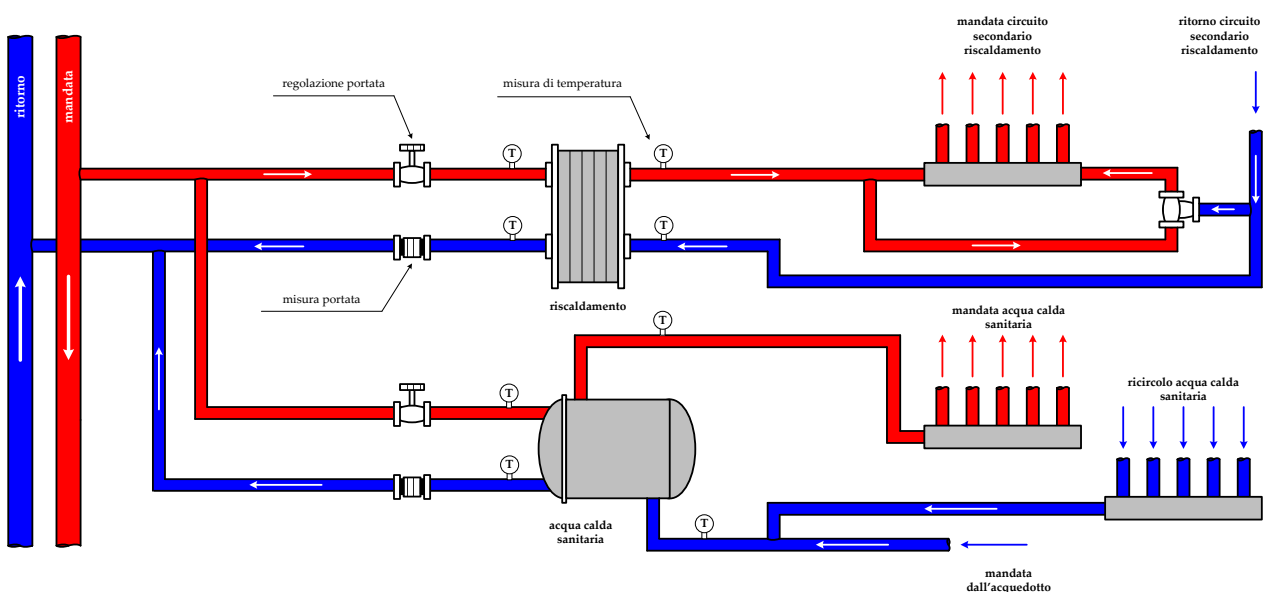 mandata circuito
secondario
riscaldamento
ritorno circuito
secondario
riscaldamento
ritorno
mandata
regolazione portata
misura di temperatura
T
T
T
T
misura portata
riscaldamento
T
mandata acqua calda
sanitaria
T
ricircolo acqua calda
sanitaria
T
acqua calda
sanitaria
T
mandata
dall'acquedotto